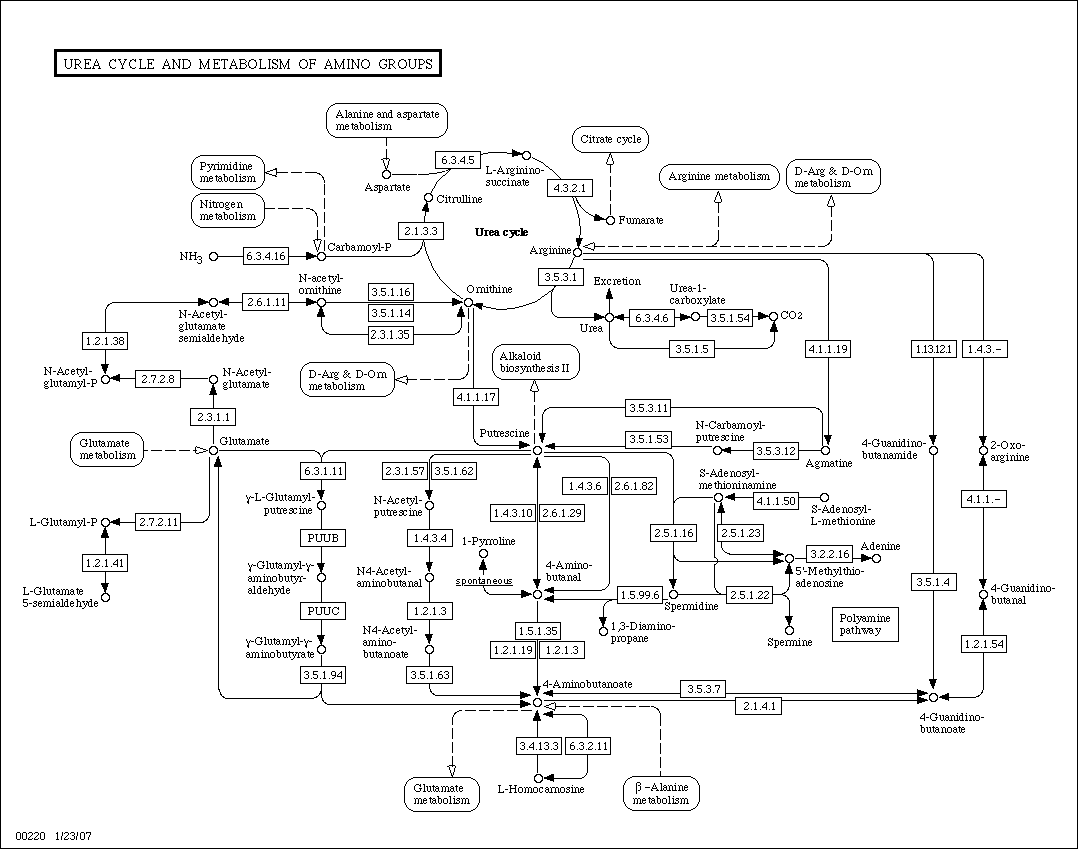 UREA CYCLE AND METABOLISM OF AMINO GROUPS
Alanine and aspartate
metabolism
Citrate cycle
Pyrimidine
metabolism
6.3.4.5
L-Arginino-
succinate
Aspartate
4.3.2.1
Arginine metabolism
D-Arg & D-Orn
metabolism
Nitrogen
metabolism
Citrulline
Fumarate
2.1.3.3
Urea cycle
NH3
6.3.4.16
Carbamoyl-P
Arginine
3.5.3.1
N-acetyl-
ornithine
Ornithine
Excretion
Urea-1-
carboxylate
3.5.1.16
2.6.1.11
3.5.1.14
2.3.1.35
N-Acetyl-
glutamate
semialdehyde
Urea
6.3.4.6
3.5.1.54
CO2
1.2.1.38
3.5.1.5
4.1.1.19
1.13.12.1
1.4.3.-
Alkaloid
biosynthesis II
N-Acetyl-
glutamyl-P
2.7.2.8
N-Acetyl-
glutamate
D-Arg & D-Orn
metabolism
4.1.1.17
2.3.1.1
3.5.3.11
Glutamate
metabolism
Glutamate
Putrescine
3.5.1.53
N-Carbamoyl-
putrescine
3.5.3.12
Agmatine
4-Guanidino-
butanamide
2-Oxo-
arginine
6.3.1.11
2.3.1.57
3.5.1.62
1.4.3.6
2.6.1.82
S-Adenosyl-
methioninamine
4.1.1.50
S-Adenosyl-
L-methionine
4.1.1.-
γ-L-Glutamyl-
putrescine
N-Acetyl-
putrescine
1.4.3.10
2.6.1.29
L-Glutamyl-P
2.7.2.11
PUUB
1.4.3.4
1-Pyrroline
2.5.1.16
2.5.1.23
3.2.2.16
Adenine
1.2.1.41
γ-Glutamyl-γ-
aminobutyr-
aldehyde
N4-Acetyl-
aminobutanal
spontaneous
4-Amino-
butanal
5'-Methylthio-
adenosine
3.5.1.4
L-Glutamate
5-semialdehyde
PUUC
1.2.1.3
1.5.99.6
Spermidine
2.5.1.22
4-Guanidino-
butanal
γ-Glutamyl-γ-
aminobutyrate
N4-Acetyl-
amino-
butanoate
1.5.1.35
1.2.1.19
1.2.1.3
1,3-Diamino-
propane
Spermine
Polyamine
pathway
1.2.1.54
3.5.1.94
3.5.1.63
4-Aminobutanoate
3.5.3.7
2.1.4.1
4-Guanidino-
butanoate
3.4.13.3
6.3.2.11
Glutamate
metabolism
L-Homocarnosine
β-Alanine
metabolism
00220 1/23/07